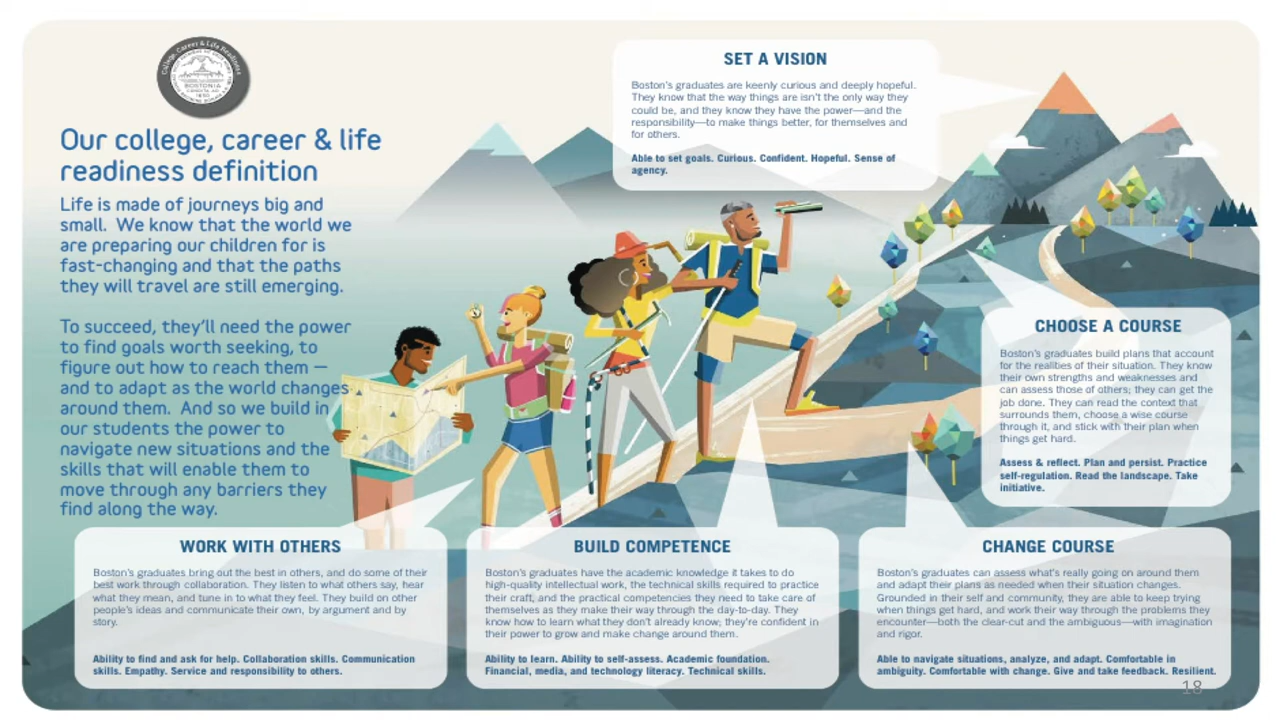 College, Career & Life Readiness
BOSTONIA
Our college, career & life
readiness definition
Life is made of journeys big and
small. We know that the world we
are preparing our children for is
fast-changing and that the paths
they will travel are still emerging.
To succeed, they'll need the power
to find goals worth seeking, to
figure out how to reach them —
and to adapt as the world changes
around them. And so we build in
our students the power to
navigate new situations and the
skills that will enable them to
move through any barriers they
find along the way.
SET A VISION
Boston's graduates are keenly curious and deeply hopeful.
They know that the way things are isn't the only way they
could be, and they know they have the power—and the
responsibility—to make things better, for themselves and
for others.
Able to set goals. Curious. Confident. Hopeful. Sense of
agency.
CHOOSE A COURSE
Boston's graduates build plans that account
for the realities of their situation. They know
their own strengths and weaknesses and
can assess those of others; they can get the
job done. They can read the context that
surrounds them, choose a wise course
through it, and stick with their plan when
things get hard.
Assess & reflect. Plan and persist. Practice
self-regulation. Read the landscape. Take
initiative.
WORK WITH OTHERS
Boston's graduates bring out the best in others, and do some of their
best work through collaboration. They listen to what others say, hear
what they mean, and tune in to what they feel. They build on other
people's ideas and communicate their own, by argument and by
story.
Ability to find and ask for help. Collaboration skills. Communication
skills. Empathy. Service and responsibility to others.
BUILD COMPETENCE
Boston's graduates have the academic knowledge it takes to do
high-quality intellectual work, the technical skills required to practice
their craft, and the practical competencies they need to take care of
themselves as they make their way through the day-to-day. They
know how to learn what they don't already know; they're confident in
their power to grow and make change around them.
Ability to learn. Ability to self-assess. Academic foundation.
Financial, media, and technology literacy. Technical skills.
CHANGE COURSE
Boston's graduates can assess what's really going on around them
and adapt their plans as needed when their situation changes.
Grounded in their self and community, they are able to keep trying
when things get hard, and work their way through the problems they
encounter—both the clear-cut and the ambiguous—with imagination
and rigor.
Able to navigate situations, analyze, and adapt. Comfortable in
ambiguity. Comfortable with change. Give and take feedback. Resilient.
18